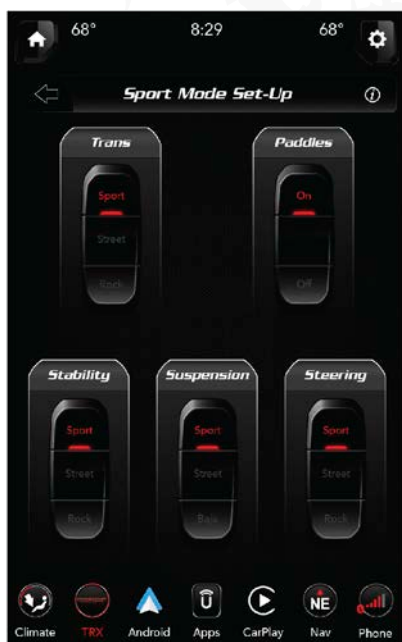 68° 8:29 68°
Sport Mode Set-Up
Trans Paddles
Sport On
Street
Rock Off
Stability Suspension Steering
Sport Sport Sport
Street Street Street
Rock Baja Rock
NE
Climate TRX Android Apps CarPlay Nav Phone